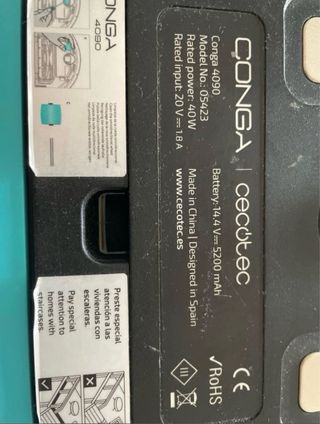 CONGA | cecotec
Conga 4090
Model No.: 05423
Rated power: 40 W
Rated input: 20 V ⎓ 1.8 A
Battery: 14.4 V ⎓ 5200 mAh
Made in China | Designed in Spain
www.cecotec.es
CE
√RoHS
III
ONGA
4090
Preste especial
atención a las
viviendas con
escaleras.
Pay special
attention to
homes with
staircases.